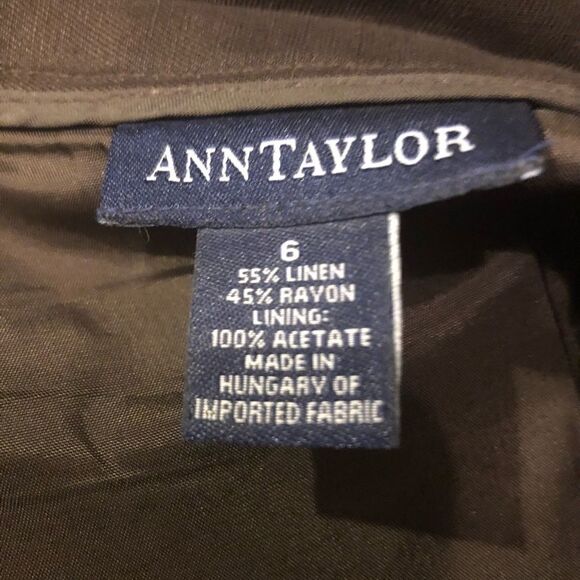 ANNTAYLOR
6
55% LINEN
45% RAYON
LINING:
100% ACETATE
MADE IN
HUNGARY OF
IMPORTED FABRIC